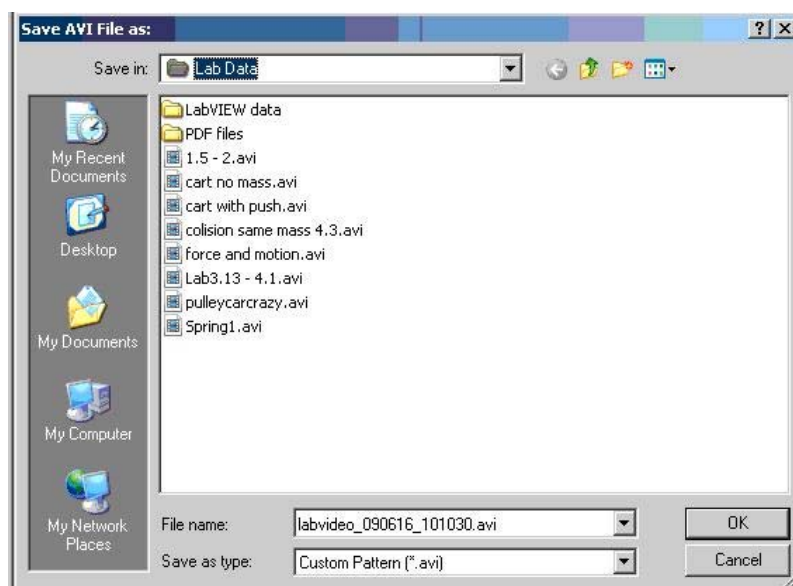 Save AVI File as:
Save in: Lab Data
My Recent
Documents
Desktop
My Documents
My Computer
My Network
Places
LabVIEW data
PDF files
1.5 - 2.avi
cart no mass.avi
cart with push.avi
colision same mass 4.3.avi
force and motion.avi
Lab3.13 - 4.1.avi
pulleycarcrazy.avi
Spring1.avi
File name: labvideo_090616_101030.avi
OK
Save as type: Custom Pattern (*.avi)
Cancel